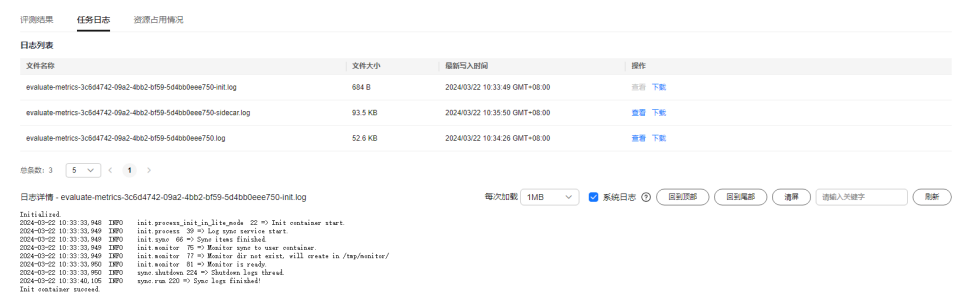 评测结果 任务日志 资源占用情况
日志列表
文件名称 文件大小 最新写入时间 操作
evaluate-metrics-3c6d4742-09a2-4bb2-bf59-5d4bb0eee750-init.log 684 B 2024/03/22 10:33:49 GMT+08:00 查看 下载
evaluate-metrics-3c6d4742-09a2-4bb2-bf59-5d4bb0eee750-sidecar.log 93.5 KB 2024/03/22 10:35:50 GMT+08:00 查看 下载
evaluate-metrics-3c6d4742-09a2-4bb2-bf59-5d4bb0eee750.log 52.6 KB 2024/03/22 10:34:26 GMT+08:00 查看 下载
总条数: 3 5 < 1 >
日志详情 - evaluate-metrics-3c6d4742-09a2-4bb2-bf59-5d4bb0eee750-init.log 每次加载 1MB 系统日志 ? 回到顶部 回到尾部 清屏 请输入关键字 刷新
Initialized
2024-03-22 10:33:33,948 INFO init.process_init_in_lite_mode 22 => Init container start.
2024-03-22 10:33:33,949 INFO init.process 39 => Log sync service start.
2024-03-22 10:33:33,949 INFO init.sync 66 => Sync items finished.
2024-03-22 10:33:33,949 INFO init.monitor 75 => Monitor sync to user container.
2024-03-22 10:33:33,949 INFO init.monitor 77 => Monitor dir not exist, will create in /tmp/monitor/
2024-03-22 10:33:33,950 INFO init.monitor 81 => Monitor is ready.
2024-03-22 10:33:33,950 INFO sync.shutdown 224 => Shutdown logs thread.
2024-03-22 10:33:40,105 INFO sync.run 220 => Sync logs finished!
Init container succeed.